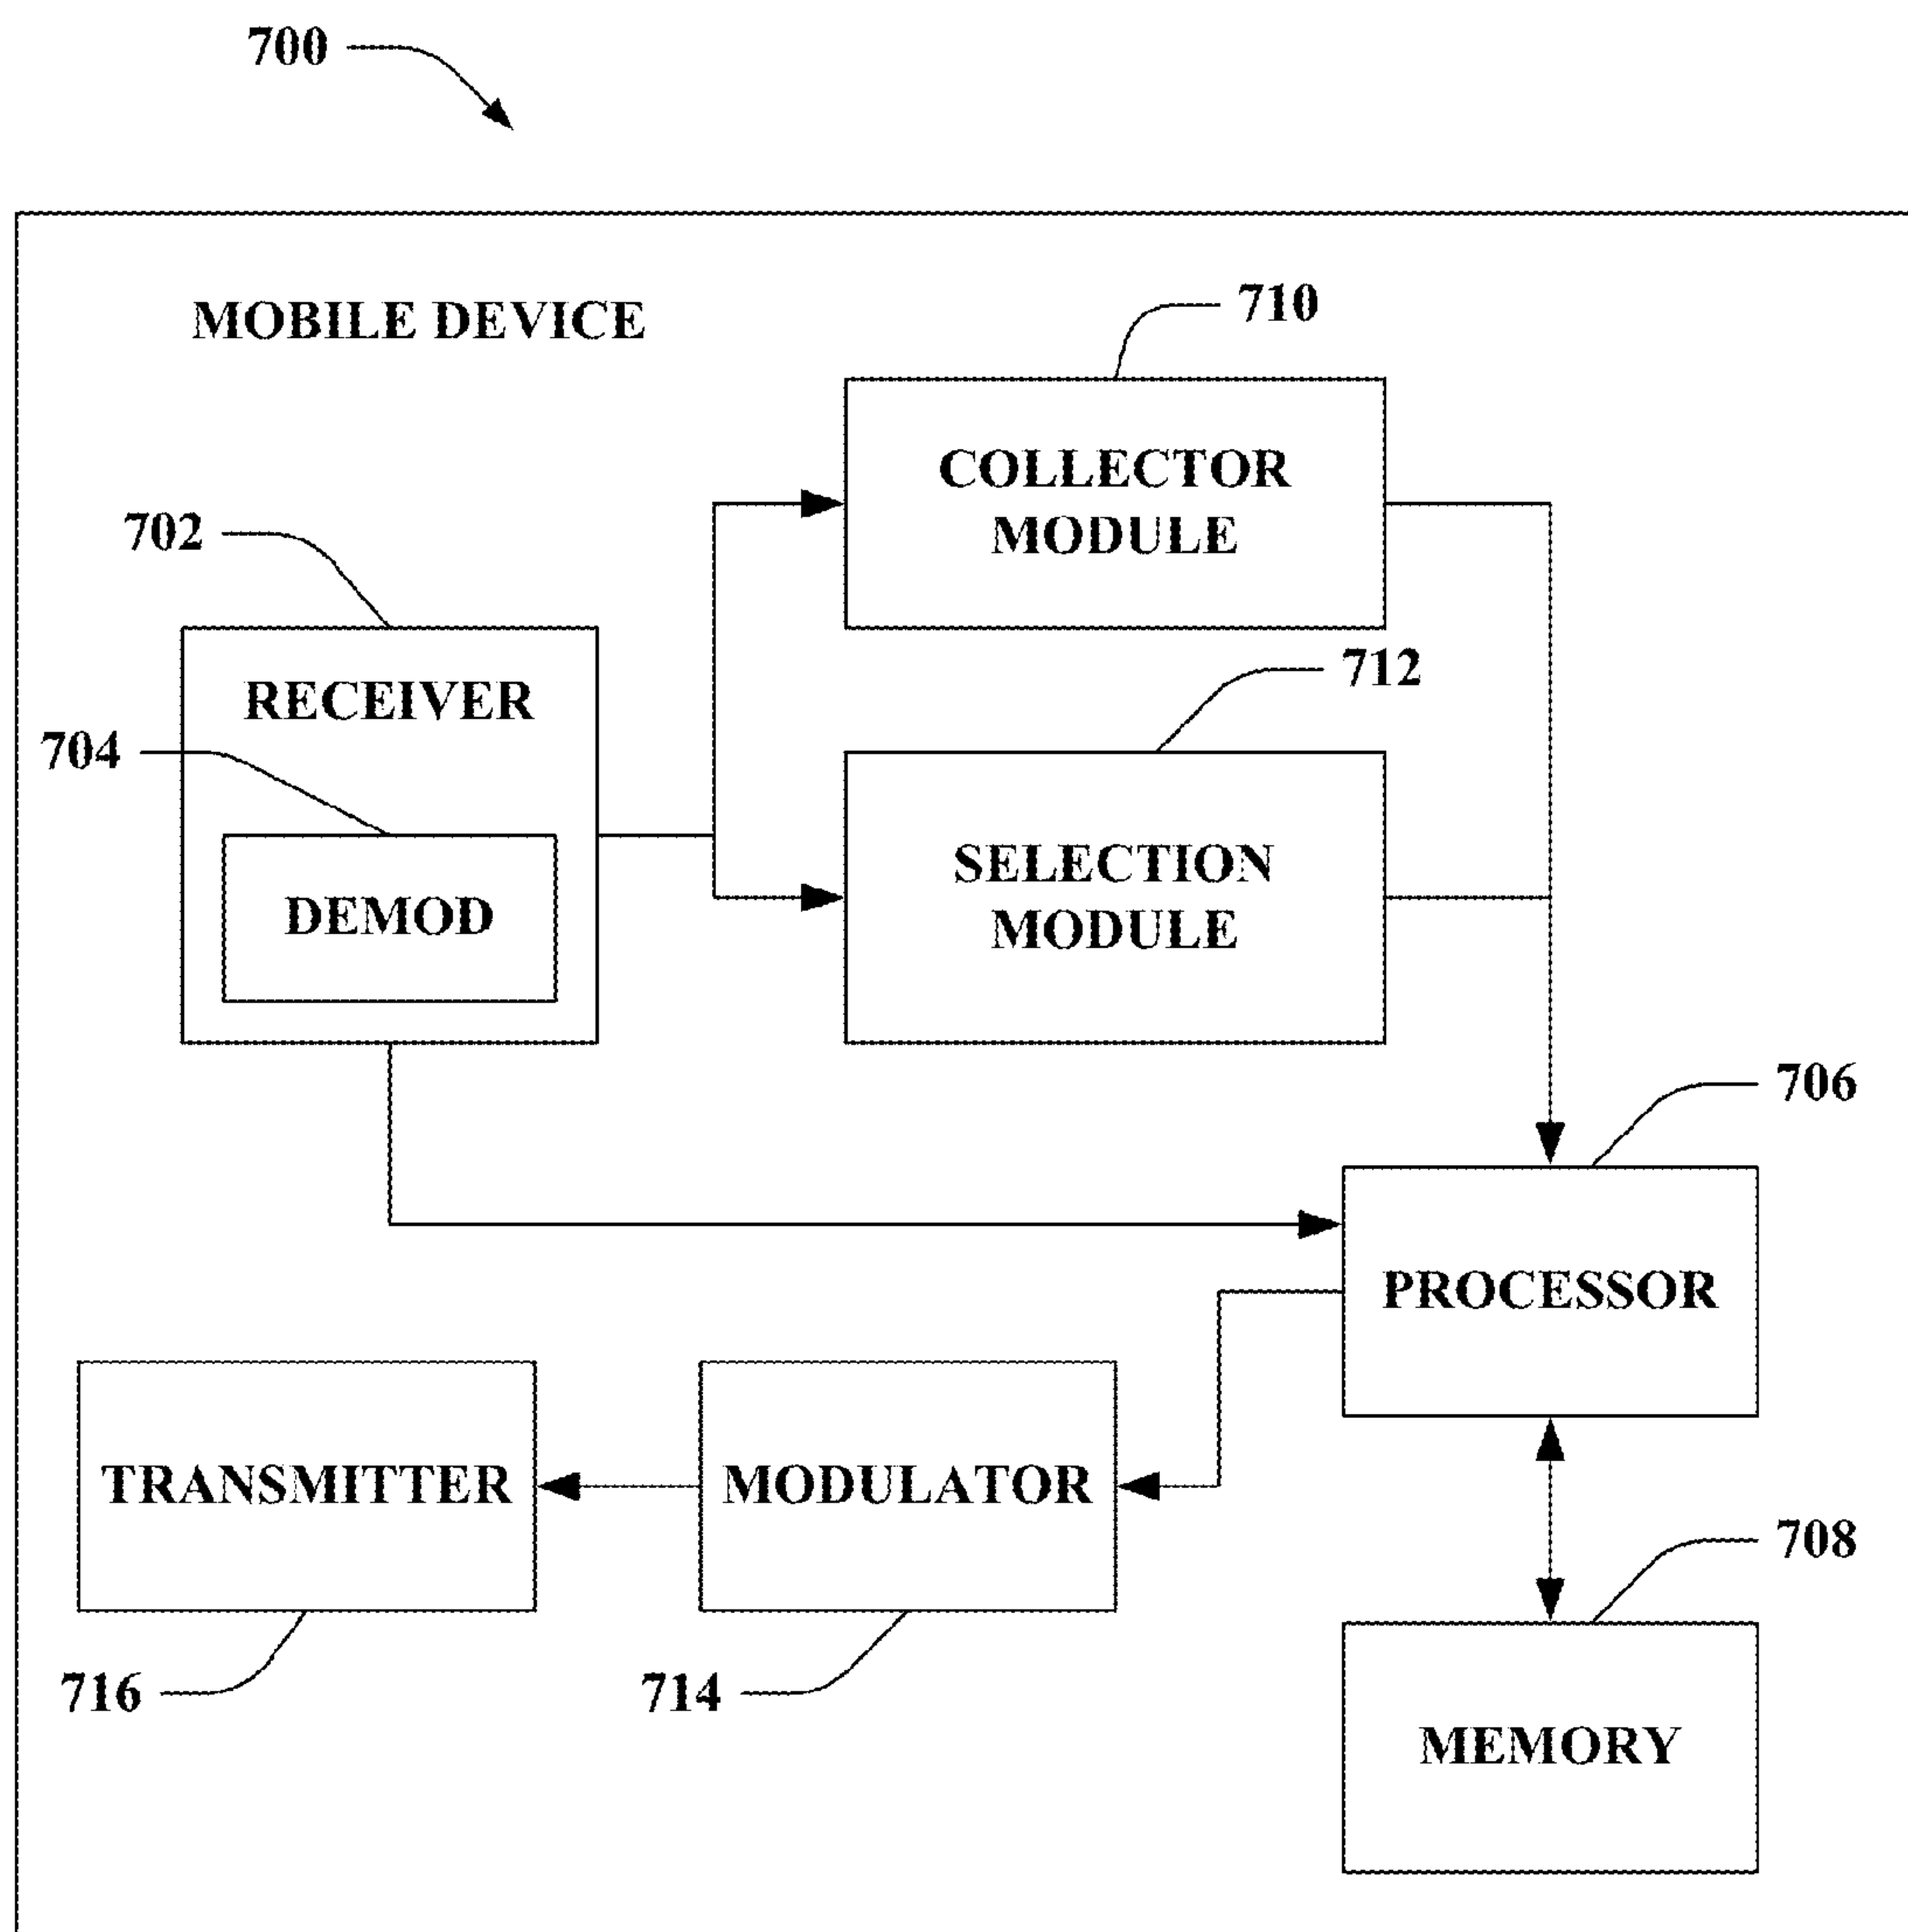 700
MOBILE DEVICE
710
COLLECTOR
MODULE
702
RECEIVER
712
704
DEMOD
SELECTION
MODULE
706
PROCESSOR
TRANSMITTER
MODULATOR
708
716
714
MEMORY